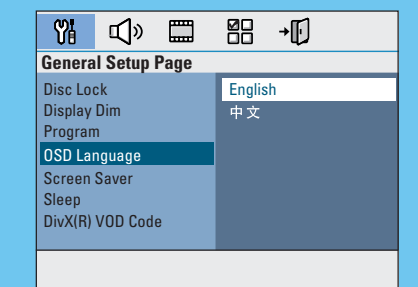 General Setup Page
Disc Lock
Display Dim
Program
OSD Language
Screen Saver
Sleep
DivX(R) VOD Code
English
中文